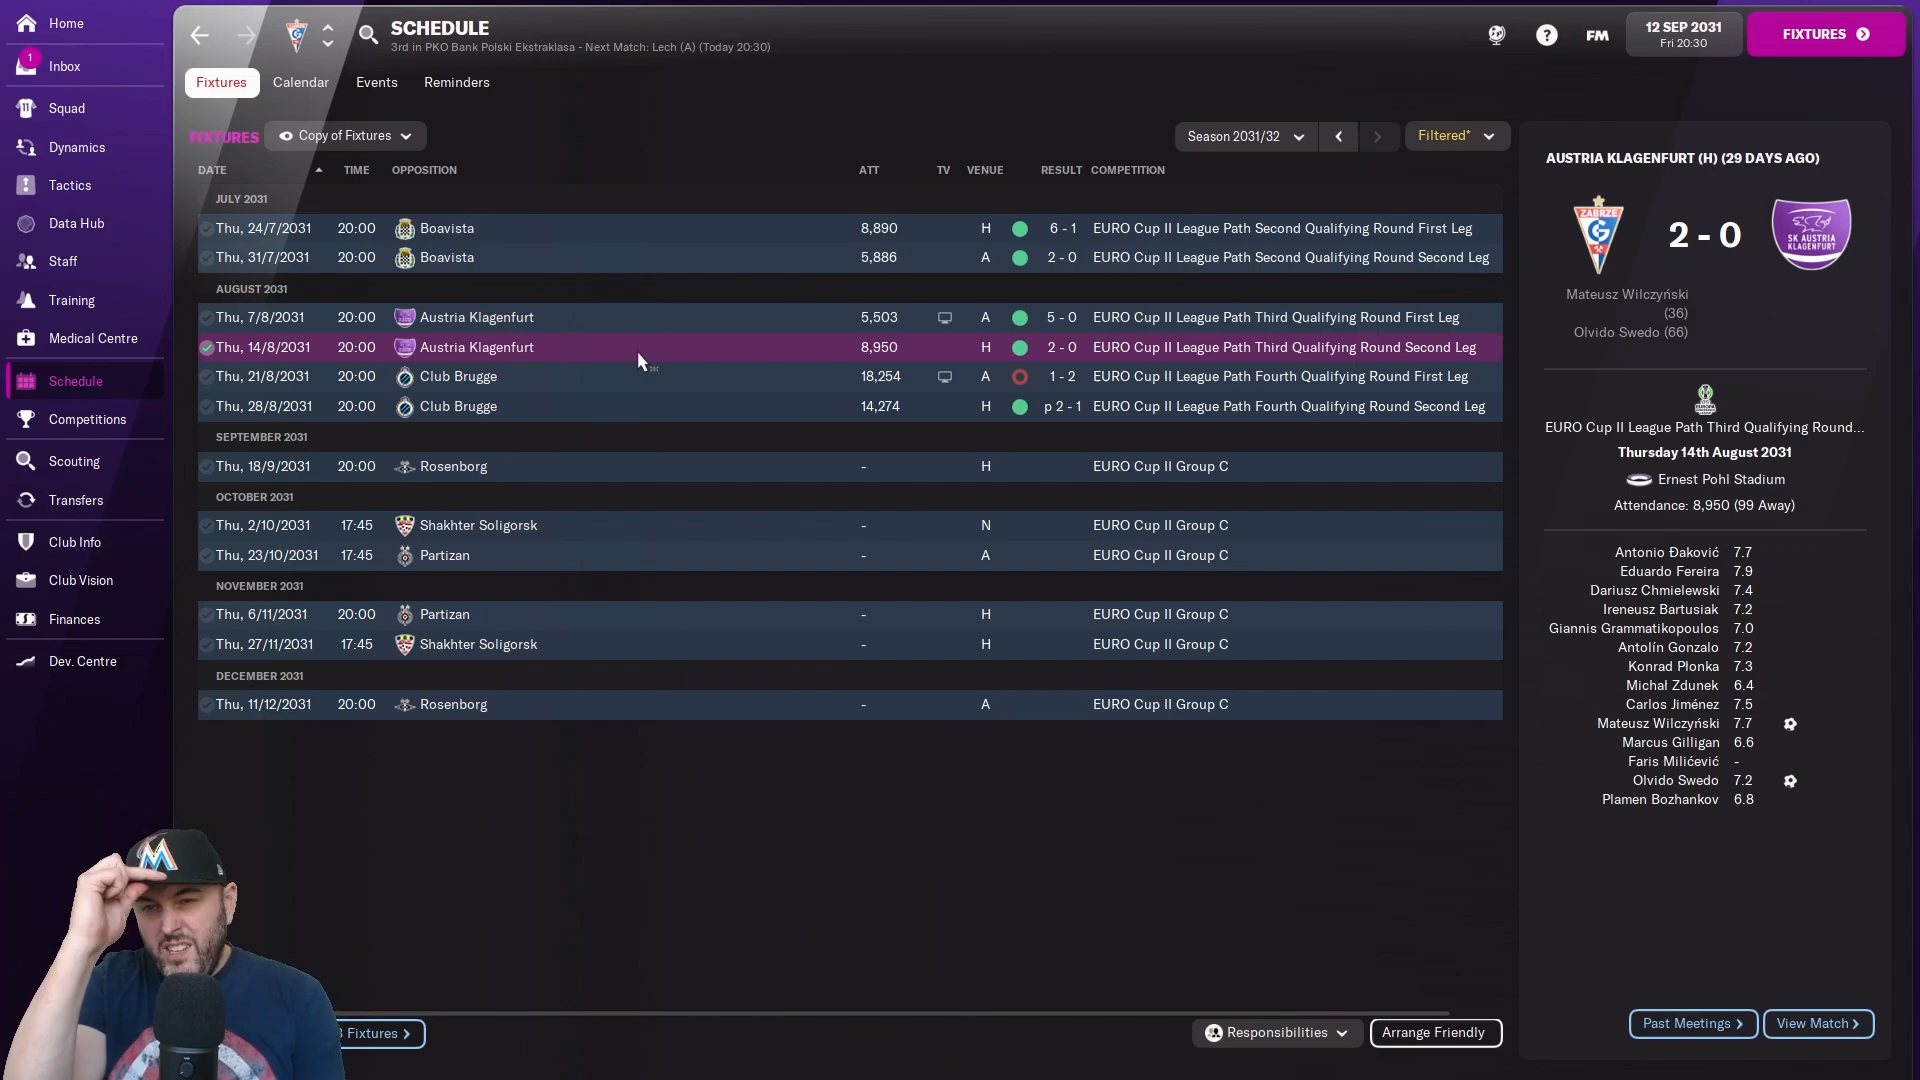 Home
1
Inbox
Squad
Dynamics
Tactics
Data Hub
Staff
Training
Medical Centre
Schedule
Competitions
Scouting
Transfers
Club Info
Club Vision
Finances
Dev. Centre
SCHEDULE
3rd in PKO Bank Polski Ekstraklasa - Next Match: Lech (A) (Today 20:30)
FM
12 SEP 2031
Fri 20:30
FIXTURES
Fixtures Calendar Events Reminders
FIXTURES Copy of Fixtures Season 2031/32 Filtered*
DATE TIME OPPOSITION ATT TV VENUE RESULT COMPETITION
JULY 2031
Thu, 24/7/2031 20:00 Boavista 8,890 H 6 - 1 EURO Cup II League Path Second Qualifying Round First Leg
Thu, 31/7/2031 20:00 Boavista 5,886 A 2 - 0 EURO Cup II League Path Second Qualifying Round Second Leg
AUGUST 2031
Thu, 7/8/2031 20:00 Austria Klagenfurt 5,503 A 5 - 0 EURO Cup II League Path Third Qualifying Round First Leg
Thu, 14/8/2031 20:00 Austria Klagenfurt 8,950 H 2 - 0 EURO Cup II League Path Third Qualifying Round Second Leg
Thu, 21/8/2031 20:00 Club Brugge 18,254 A 1 - 2 EURO Cup II League Path Fourth Qualifying Round First Leg
Thu, 28/8/2031 20:00 Club Brugge 14,274 H p 2 - 1 EURO Cup II League Path Fourth Qualifying Round Second Leg
SEPTEMBER 2031
Thu, 18/9/2031 20:00 Rosenborg - H EURO Cup II Group C
OCTOBER 2031
Thu, 2/10/2031 17:45 Shakhter Soligorsk - N EURO Cup II Group C
Thu, 23/10/2031 17:45 Partizan - A EURO Cup II Group C
NOVEMBER 2031
Thu, 6/11/2031 20:00 Partizan - H EURO Cup II Group C
Thu, 27/11/2031 17:45 Shakhter Soligorsk - H EURO Cup II Group C
DECEMBER 2031
Thu, 11/12/2031 20:00 Rosenborg - A EURO Cup II Group C
Fixtures
Responsibilities
Arrange Friendly
AUSTRIA KLAGENFURT (H) (29 DAYS AGO)
ZABRZE
2 - 0
SK AUSTRIA
KLAGENFURT
Mateusz Wilczyński
(36)
Olvido Swedo (66)
EURO Cup II League Path Third Qualifying Round...
Thursday 14th August 2031
Ernest Pohl Stadium
Attendance: 8,950 (99 Away)
Antonio Đaković 7.7
Eduardo Fereira 7.9
Dariusz Chmielewski 7.4
Ireneusz Bartusiak 7.2
Giannis Grammatikopoulos 7.0
Antolín Gonzalo 7.2
Konrad Płonka 7.3
Michał Zdunek 6.4
Carlos Jiménez 7.5
Mateusz Wilczyński 7.7
Marcus Gilligan 6.6
Faris Milićević -
Olvido Swedo 7.2
Plamen Bozhankov 6.8
Past Meetings
View Match